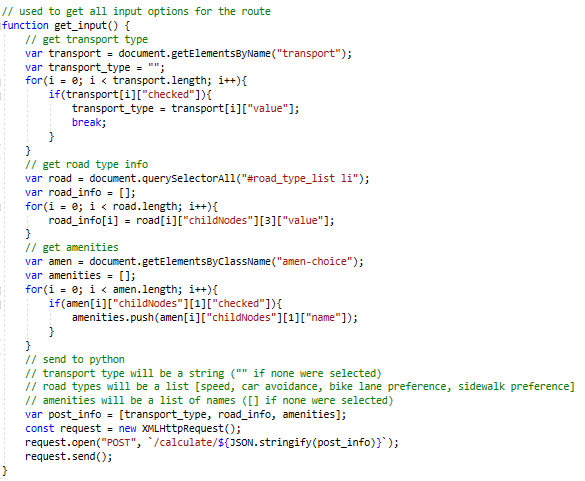 // used to get all input options for the route
function get_input() {
    // get transport type
    var transport = document.getElementsByName("transport");
    var transport_type = "";
    for(i = 0; i < transport.length; i++){
        if(transport[i]["checked"]){
            transport_type = transport[i]["value"];
            break;
        }
    }
    // get road type info
    var road = document.querySelectorAll("#road_type_list li");
    var road_info = [];
    for(i = 0; i < road.length; i++){
        road_info[i] = road[i]["childNodes"][3]["value"];
    }
    // get amenities
    var amen = document.getElementsByClassName("amen-choice");
    var amenities = [];
    for(i = 0; i < amen.length; i++){
        if(amen[i]["childNodes"][1]["checked"]){
            amenities.push(amen[i]["childNodes"][1]["name"]);
        }
    }
    // send to python
    // transport type will be a string ("" if none were selected)
    // road types will be a list [speed, car avoidance, bike lane preference, sidewalk preference]
    // amenities will be a list of names ([] if none were selected)
    var post_info = [transport_type, road_info, amenities];
    const request = new XMLHttpRequest();
    request.open("POST", `/calculate/${JSON.stringify(post_info)}`);
    request.send();
}